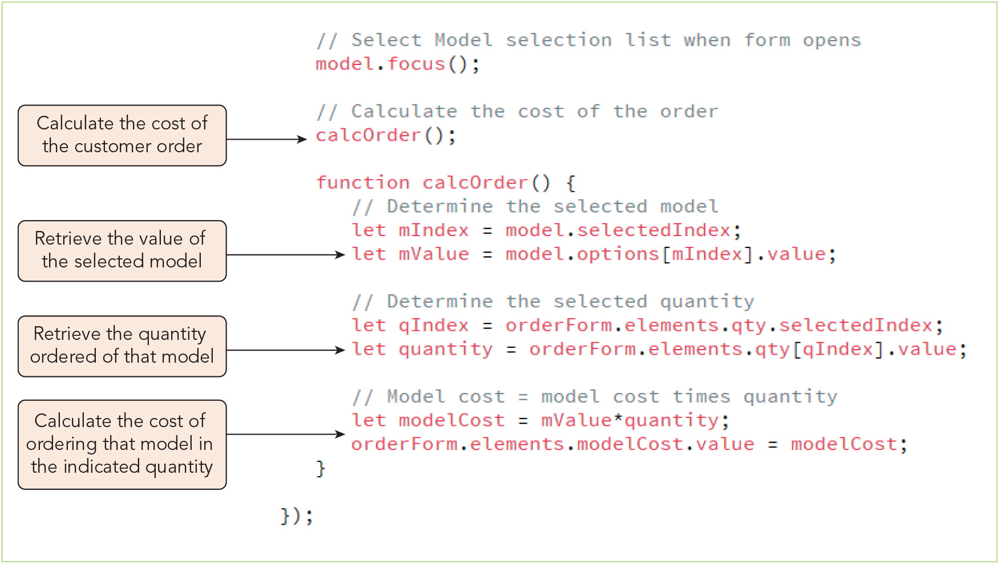 // Select Model selection list when form opens
model.focus();
Calculate the cost of
the customer order
// Calculate the cost of the order
calcOrder();
function calcOrder() {
// Determine the selected model
Retrieve the value of
the selected model
let mIndex = model.selectedIndex;
let mValue = model.options[mIndex].value;
Retrieve the quantity
ordered of that model
// Determine the selected quantity
let qIndex = orderForm.elements.qty.selectedIndex;
let quantity = orderForm.elements.qty[qIndex].value;
Calculate the cost of
ordering that model in
the indicated quantity
// Model cost = model cost times quantity
let modelCost = mValue*quantity;
orderForm.elements.modelCost.value = modelCost;
}
});